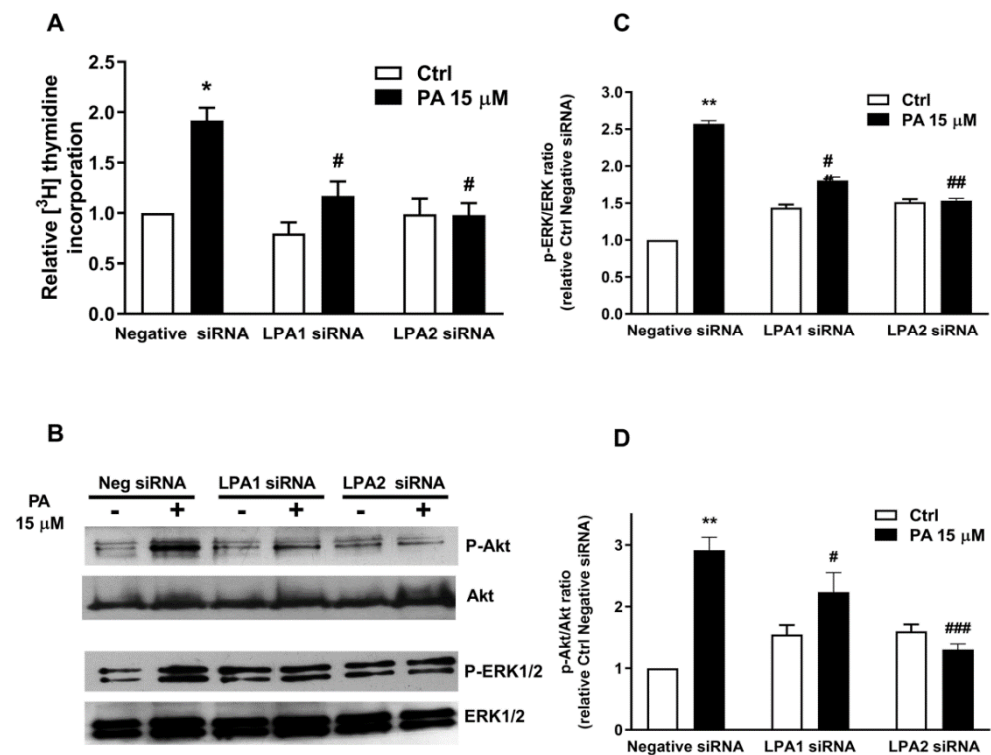 A
Relative [³H] thymidine
incorporation
2.5
2.0
1.5
1.0
0.5
0.0
Ctrl
PA 15 μM
*
#
#
Negative siRNA
LPA1 siRNA
LPA2 siRNA
C
p-ERK/ERK ratio
(relative Ctrl Negative siRNA)
3.0
2.5
2.0
1.5
1.0
0.5
0.0
Ctrl
PA 15 μM
**
#
#
##
Negative siRNA
LPA1 siRNA
LPA2 siRNA
B
Neg siRNA
LPA1 siRNA
LPA2 siRNA
PA
15 μM
- + - + - +
P-Akt
Akt
P-ERK1/2
ERK1/2
D
p-Akt/Akt ratio
(relative Ctrl Negative siRNA)
3
2
1
0
Ctrl
PA 15 μM
**
#
###
Negative siRNA
LPA1 siRNA
LPA2 siRNA